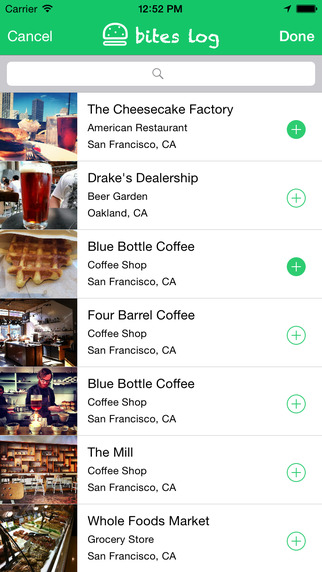 Carrier 12:52 PM
Cancel bites log Done
The Cheesecake Factory
American Restaurant
San Francisco, CA
Drake's Dealership
Beer Garden
Oakland, CA
Blue Bottle Coffee
Coffee Shop
San Francisco, CA
Four Barrel Coffee
Coffee Shop
San Francisco, CA
Blue Bottle Coffee
Coffee Shop
San Francisco, CA
The Mill
Coffee Shop
San Francisco, CA
Whole Foods Market
Grocery Store
San Francisco, CA